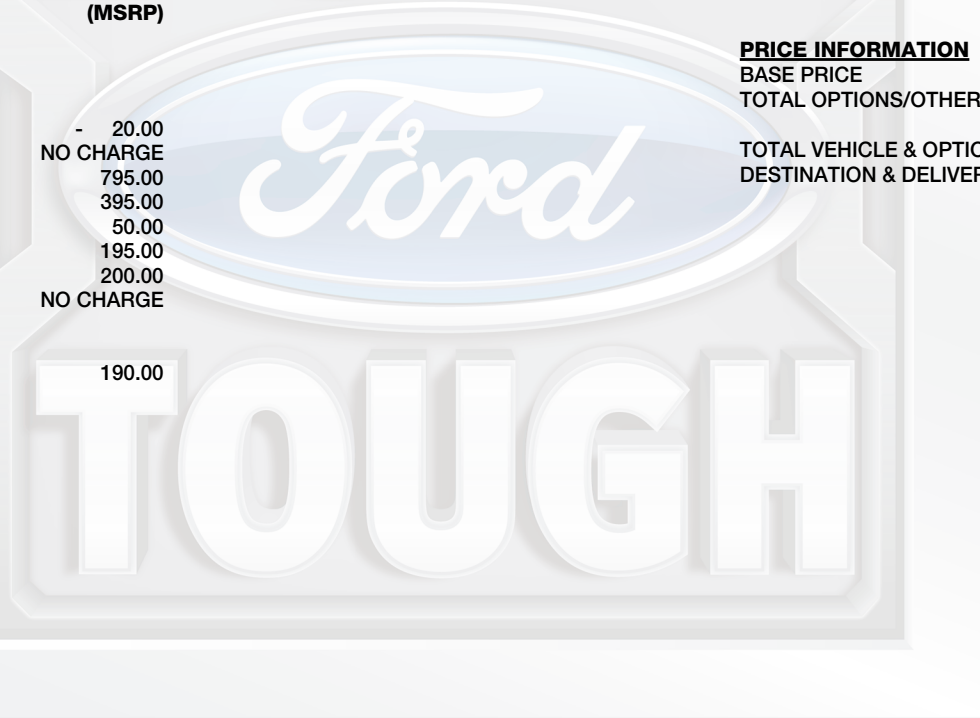 (MSRP)
- 20.00
NO CHARGE
795.00
395.00
50.00
195.00
200.00
NO CHARGE
190.00
PRICE INFORMATION
BASE PRICE
TOTAL OPTIONS/OTHER
TOTAL VEHICLE & OPTIO
DESTINATION & DELIVER
Ford
TOUGH